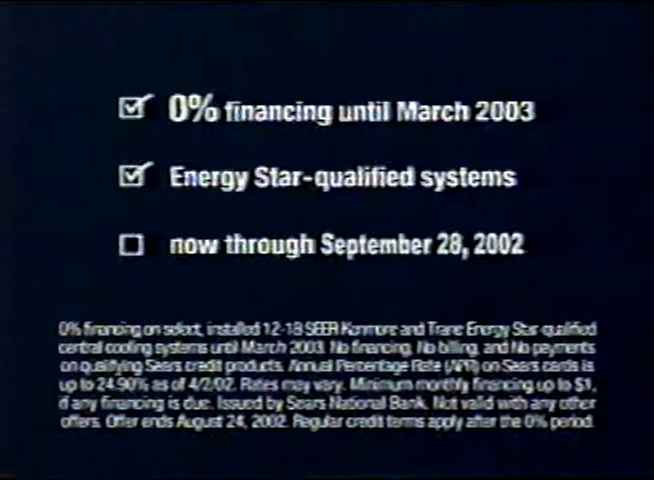 0% financing until March 2003
Energy Star-qualified systems
now through September 28, 2002
0% financing on select, installed 12-18 SEER Kenmore and Trane Energy Star-qualified
central cooling systems until March 2003. No financing, No billing, and No payments
on qualifying Sears credit products. Annual Percentage Rate (APR) on Sears cards is
up to 24.90% as of 4/2/02. Rates may vary. Minimum monthly financing up to $1,
if any financing is due. Issued by Sears National Bank. Not valid with any other
offers. Offer ends August 24, 2002. Regular credit terms apply after the 0% period.